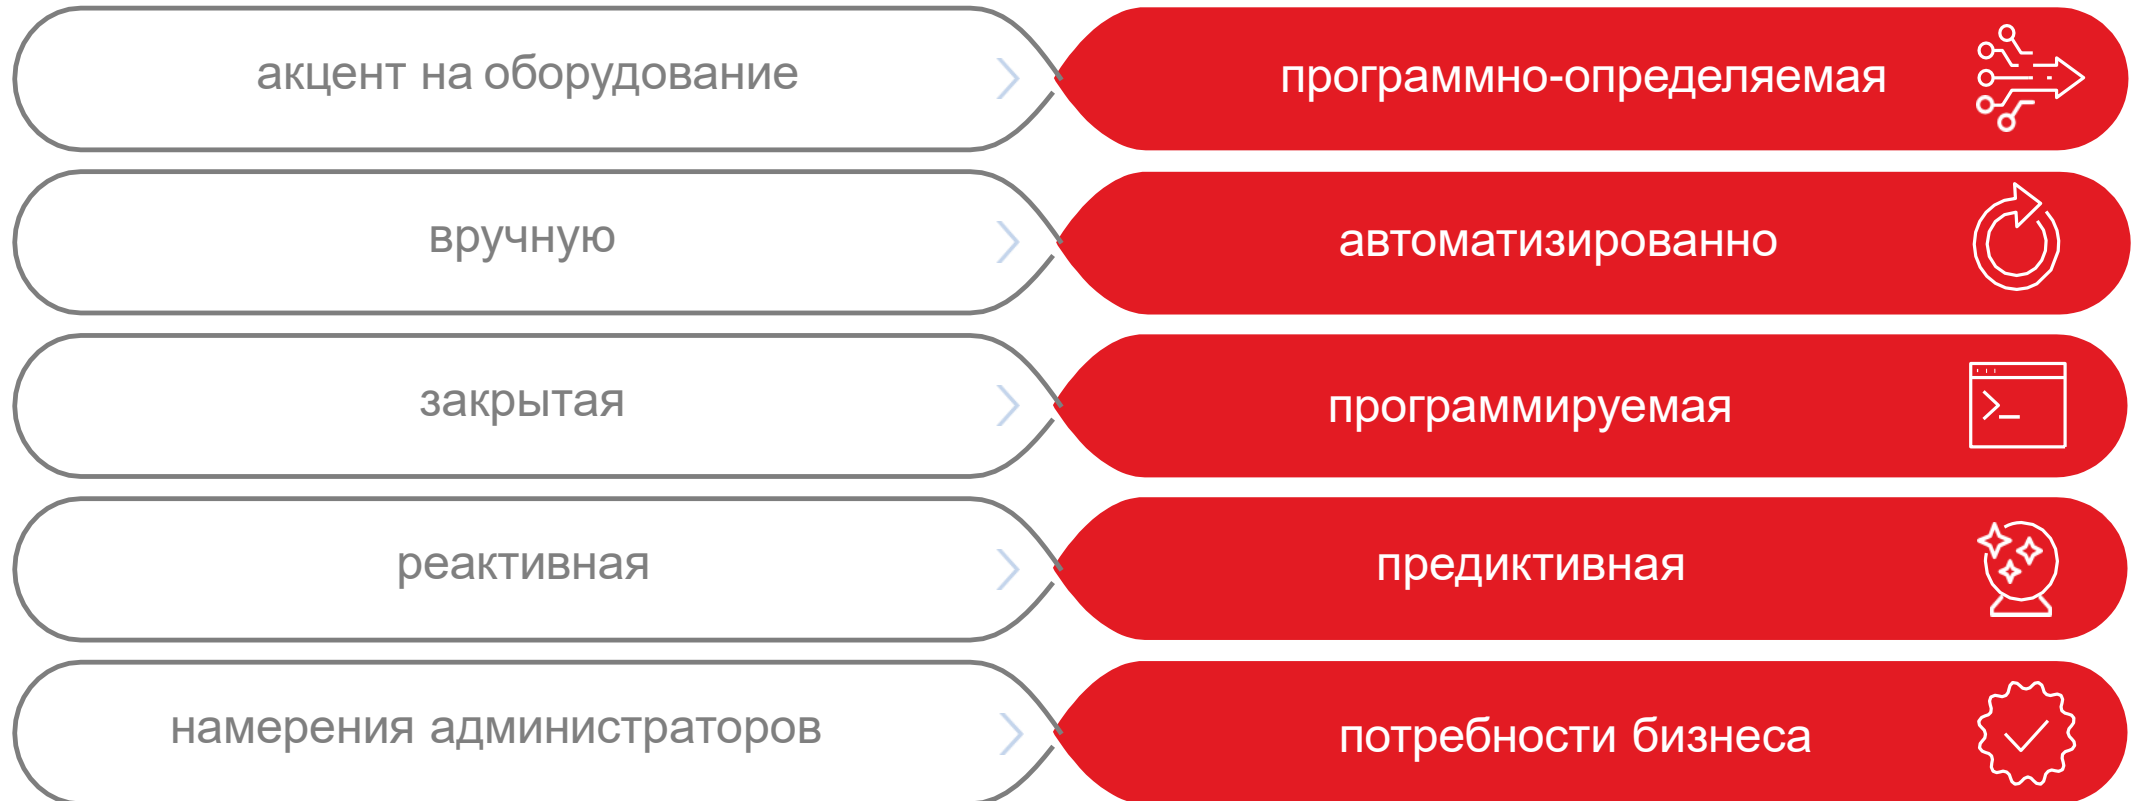 акцент на оборудование
программно-определяемая
вручную
автоматизированно
закрытая
программируемая
реактивная
предиктивная
намерения администраторов
потребности бизнеса